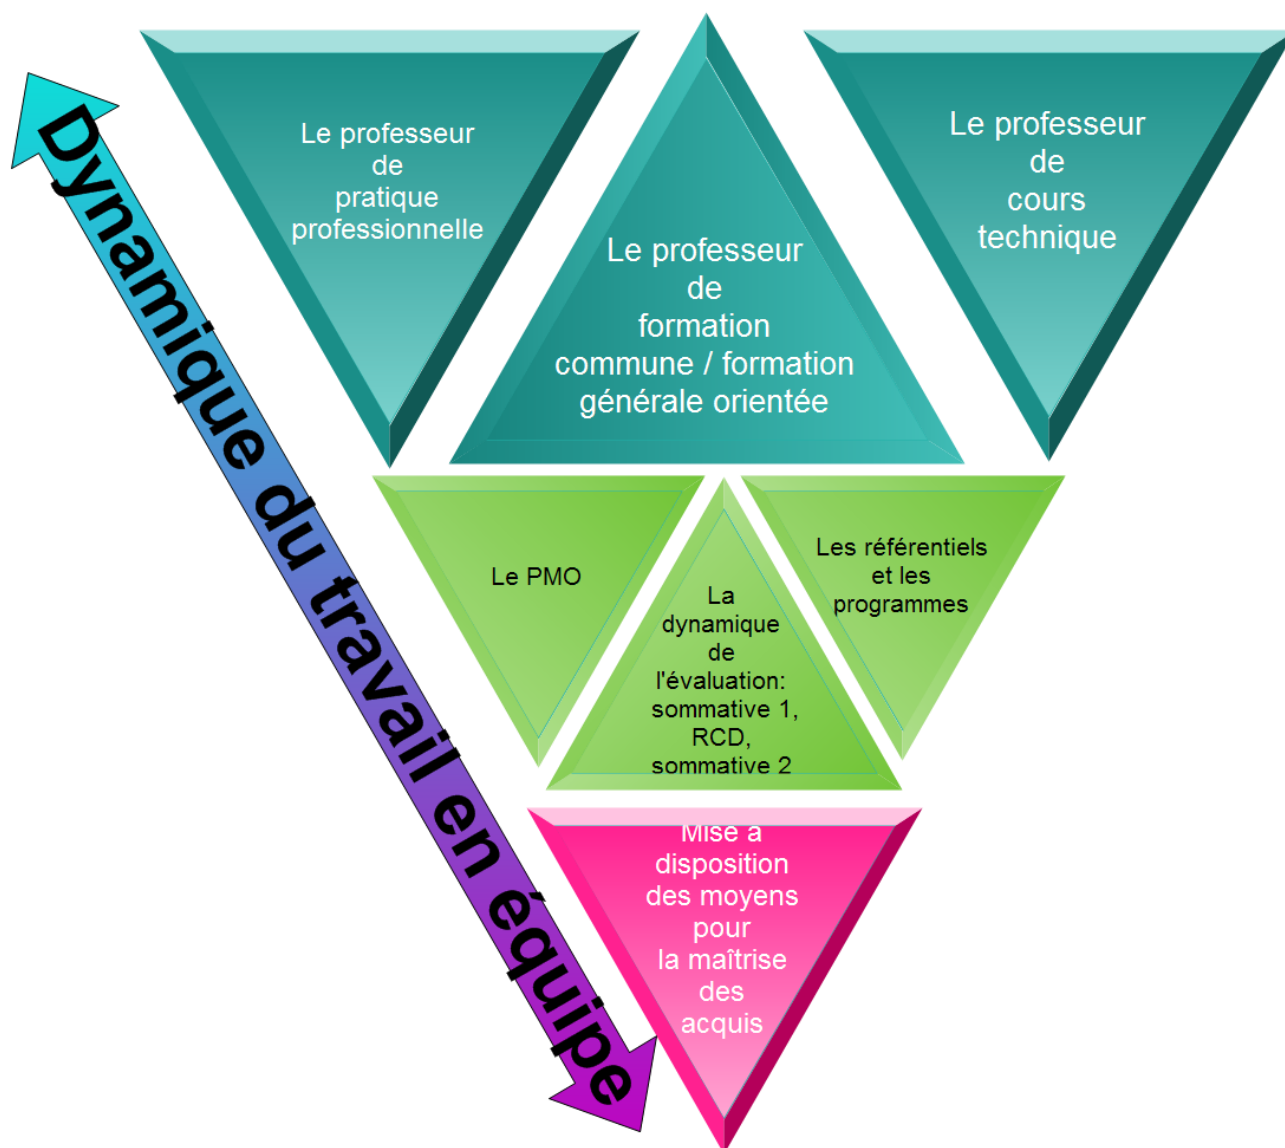 Dynamique du travail en équipe
Le professeur
de
pratique
professionnelle
Le professeur
de
formation
commune / formation
générale orientée
Le professeur
de
cours
technique
Le PMO
La
dynamique
de
l'évaluation:
sommative 1,
RCD,
sommative 2
Les référentiels
et les
programmes
Mise à
disposition
des moyens
pour
la maîtrise
des
acquis